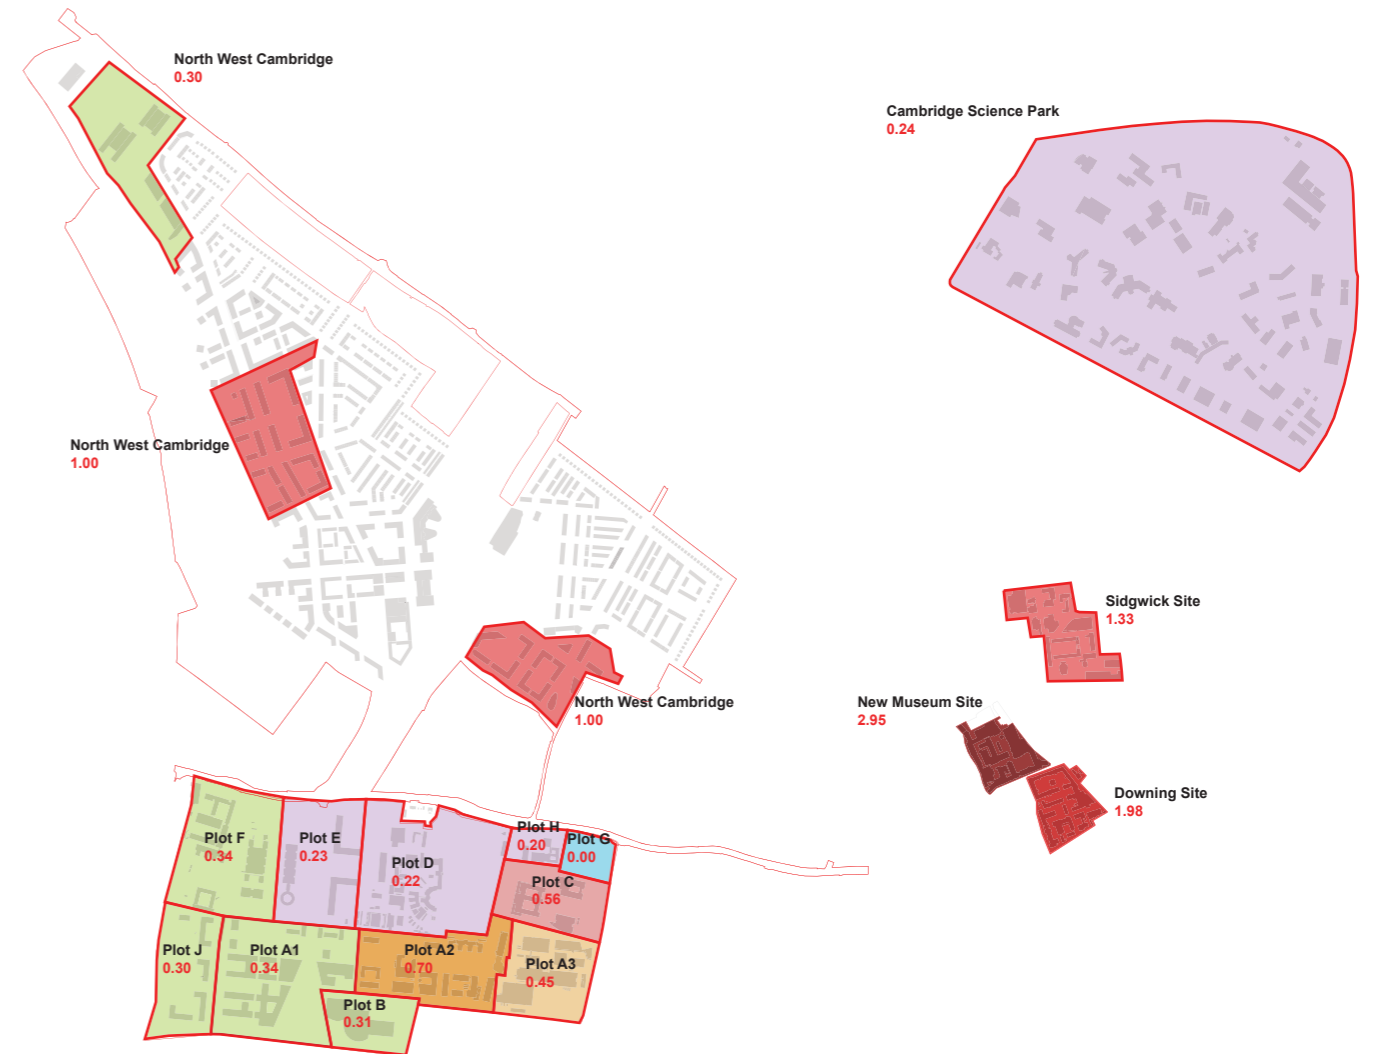 North West Cambridge
0.30
Cambridge Science Park
0.24
North West Cambridge
1.00
Sidgwick Site
1.33
North West Cambridge
1.00
New Museum Site
2.95
Downing Site
1.98
Plot F
0.34
Plot E
0.23
Plot D
0.22
Plot H
0.20
Plot G
0.00
Plot C
0.56
Plot J
0.30
Plot A1
0.34
Plot A2
0.70
Plot A3
0.45
Plot B
0.31